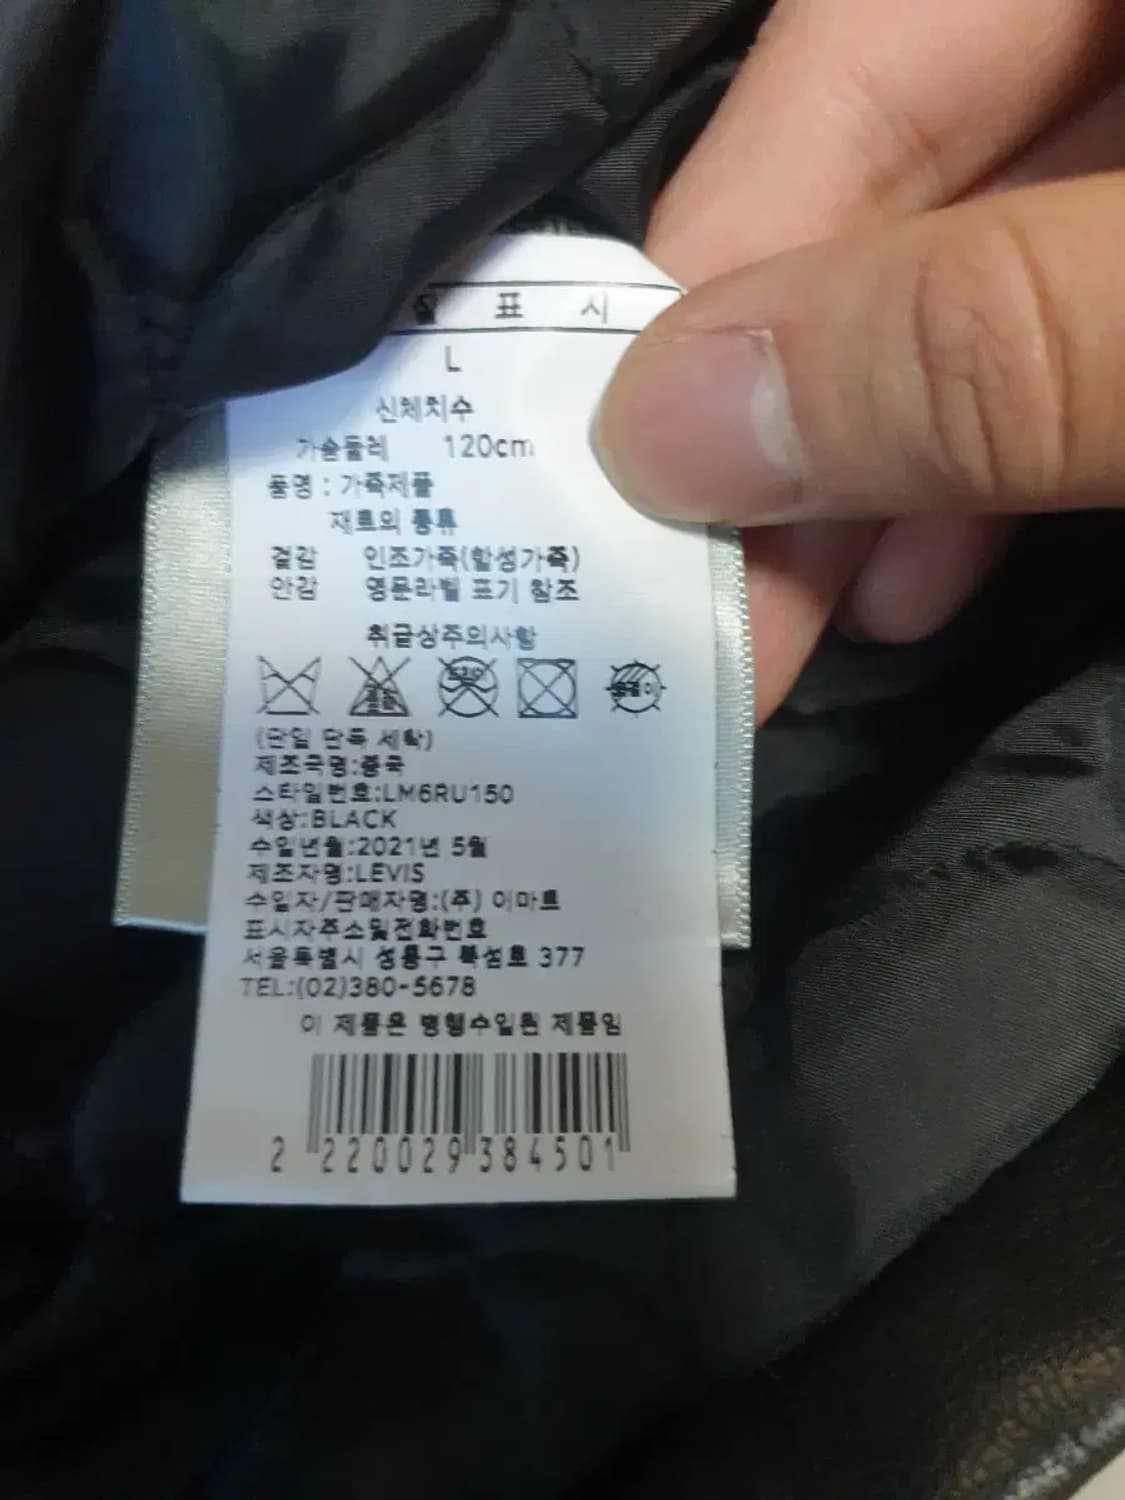 질 표 시
L
신체치수
가슴둘레 120cm
품명 : 가죽제품
재료의 종류
겉감 인조가죽(합성가죽)
안감 영문라벨 표기 참조
취급상주의사항
(단일 단독 세탁)
제조국명:중국
스타일번호:LM6RU150
색상:BLACK
수입년월:2021년 5월
제조자명:LEVIS
수입자/판매자명:(주) 이마트
표시자주소및전화번호
서울특별시 성동구 뚝섬로 377
TEL:(02)380-5678
이 제품은 병행수입된 제품임
2 220029 384501